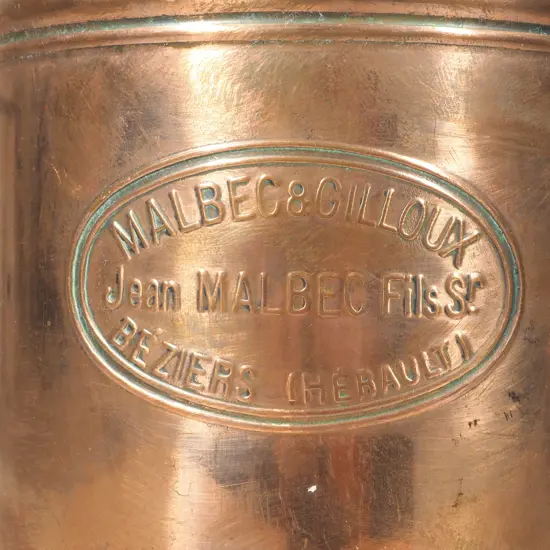 MALBEC & GILLOUX
Jean MALBEC Fils Sr
BÉZIERS (HÉRAULT)